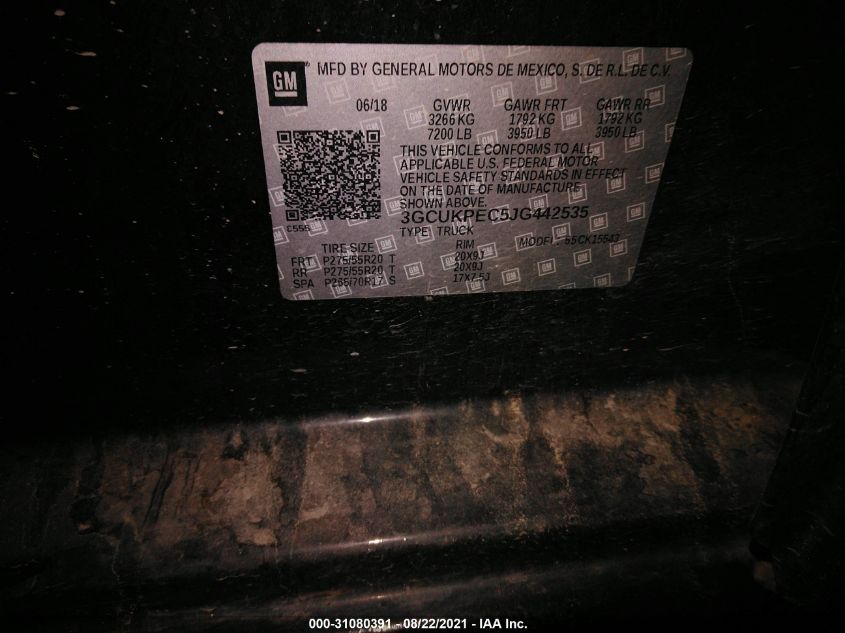 GM
MFD BY GENERAL MOTORS DE MEXICO, S. DE R.L. DE C.V.
06/18 GVWR GAWR FRT GAWR RR
3266 KG 1792 KG 1792 KG
7200 LB 3950 LB 3950 LB
THIS VEHICLE CONFORMS TO ALL
APPLICABLE U.S. FEDERAL MOTOR
VEHICLE SAFETY STANDARDS IN EFFECT
ON THE DATE OF MANUFACTURE
SHOWN ABOVE.
3GCUKPEC5JG442535
C555
TYPE TRUCK
MODEL: 55CK15543
TIRE SIZE RIM
FRT P275/55R20 T 20X9J
RR P275/55R20 T 20X9J
SPA P265/70R17 S 17X7.5J
000-31080391 - 08/22/2021 - IAA Inc.